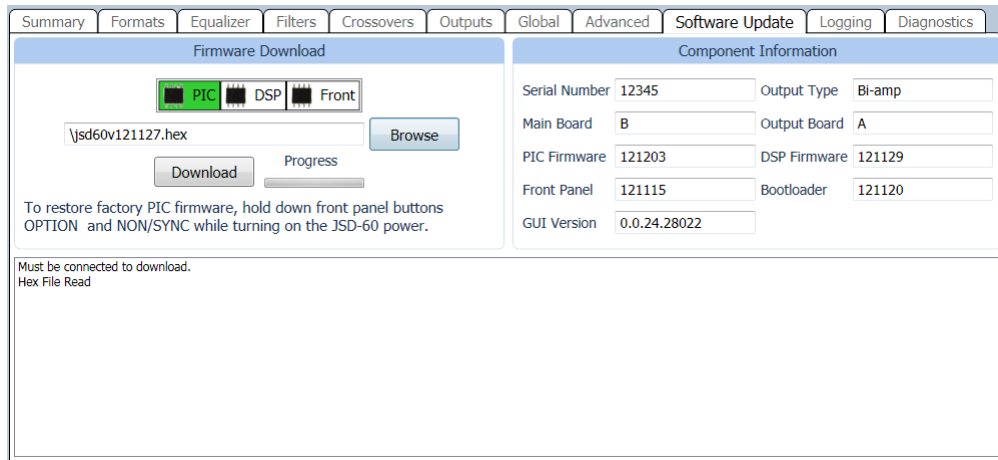 Summary Formats Equalizer Filters Crossovers Outputs Global Advanced Software Update Logging Diagnostics
Firmware Download
PIC DSP Front
\jsd60v121127.hex Browse
Download Progress
To restore factory PIC firmware, hold down front panel buttons
OPTION and NON/SYNC while turning on the JSD-60 power.
Component Information
Serial Number 12345 Output Type Bi-amp
Main Board B Output Board A
PIC Firmware 121203 DSP Firmware 121129
Front Panel 121115 Bootloader 121120
GUI Version 0.0.24.28022
Must be connected to download.
Hex File Read